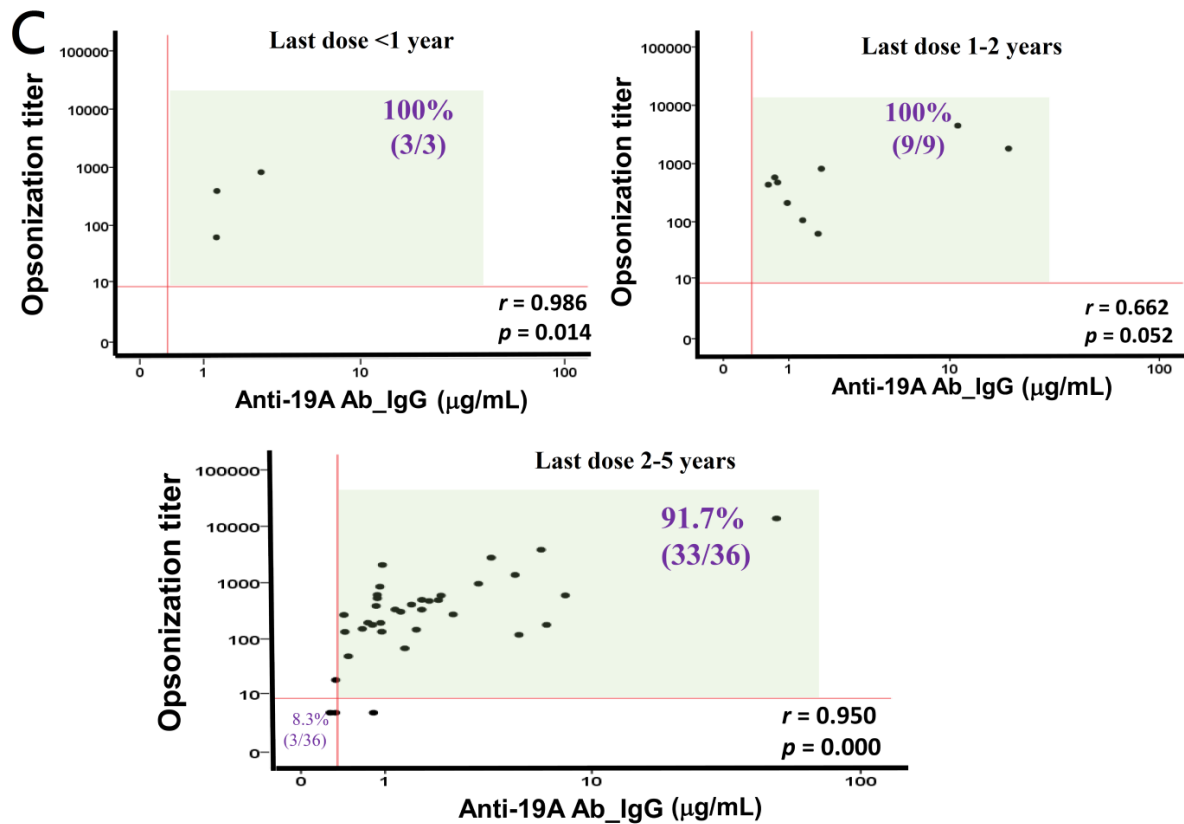 C
Last dose <1 year
Opsonization titer
100000
10000
1000
100
10
0
100%
(3/3)
r = 0.986
p = 0.014
0 1 10 100
Anti-19A Ab_IgG (μg/mL)
Last dose 1-2 years
Opsonization titer
100000
10000
1000
100
10
0
100%
(9/9)
r = 0.662
p = 0.052
0 1 10 100
Anti-19A Ab_IgG (μg/mL)
Last dose 2-5 years
Opsonization titer
100000
10000
1000
100
10
0
91.7%
(33/36)
8.3%
(3/36)
r = 0.950
p = 0.000
0 1 10 100
Anti-19A Ab_IgG (μg/mL)